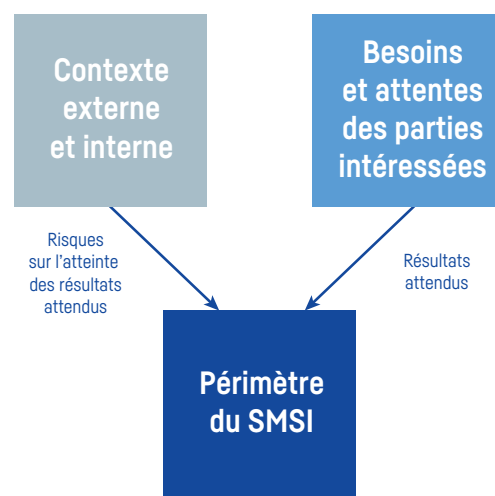 Contexte
externe
et interne
Besoins
et attentes
des parties
intéressées
Risques
sur l'atteinte
des résultats
attendus
Résultats
attendus
Périmètre
du SMSI